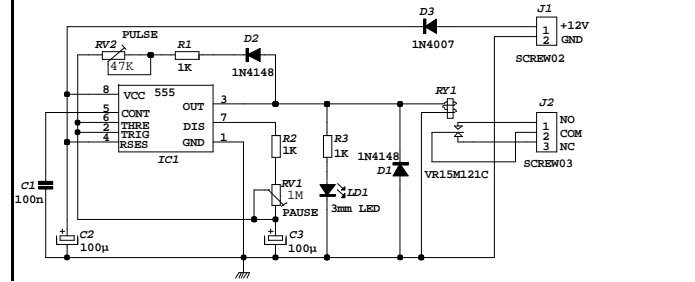 J1
D3
1
+12V
2
GND
PULSE
RV2
R1
D2
1N4007
47K
1K
1N4148
SCREW02
8
VCC
555
OUT
3
RY1
J2
5
CONT
6
THRE
DIS
7
2
TRIG
4
RSES
GND
1
IC1
R2
1K
R3
1K
1
NO
2
COM
3
NC
1N4148
D1
VR15M121C
SCREW03
C1
100n
RV1
1M
PAUSE
LD1
3mm LED
+
C2
100µ
+
C3
100µ